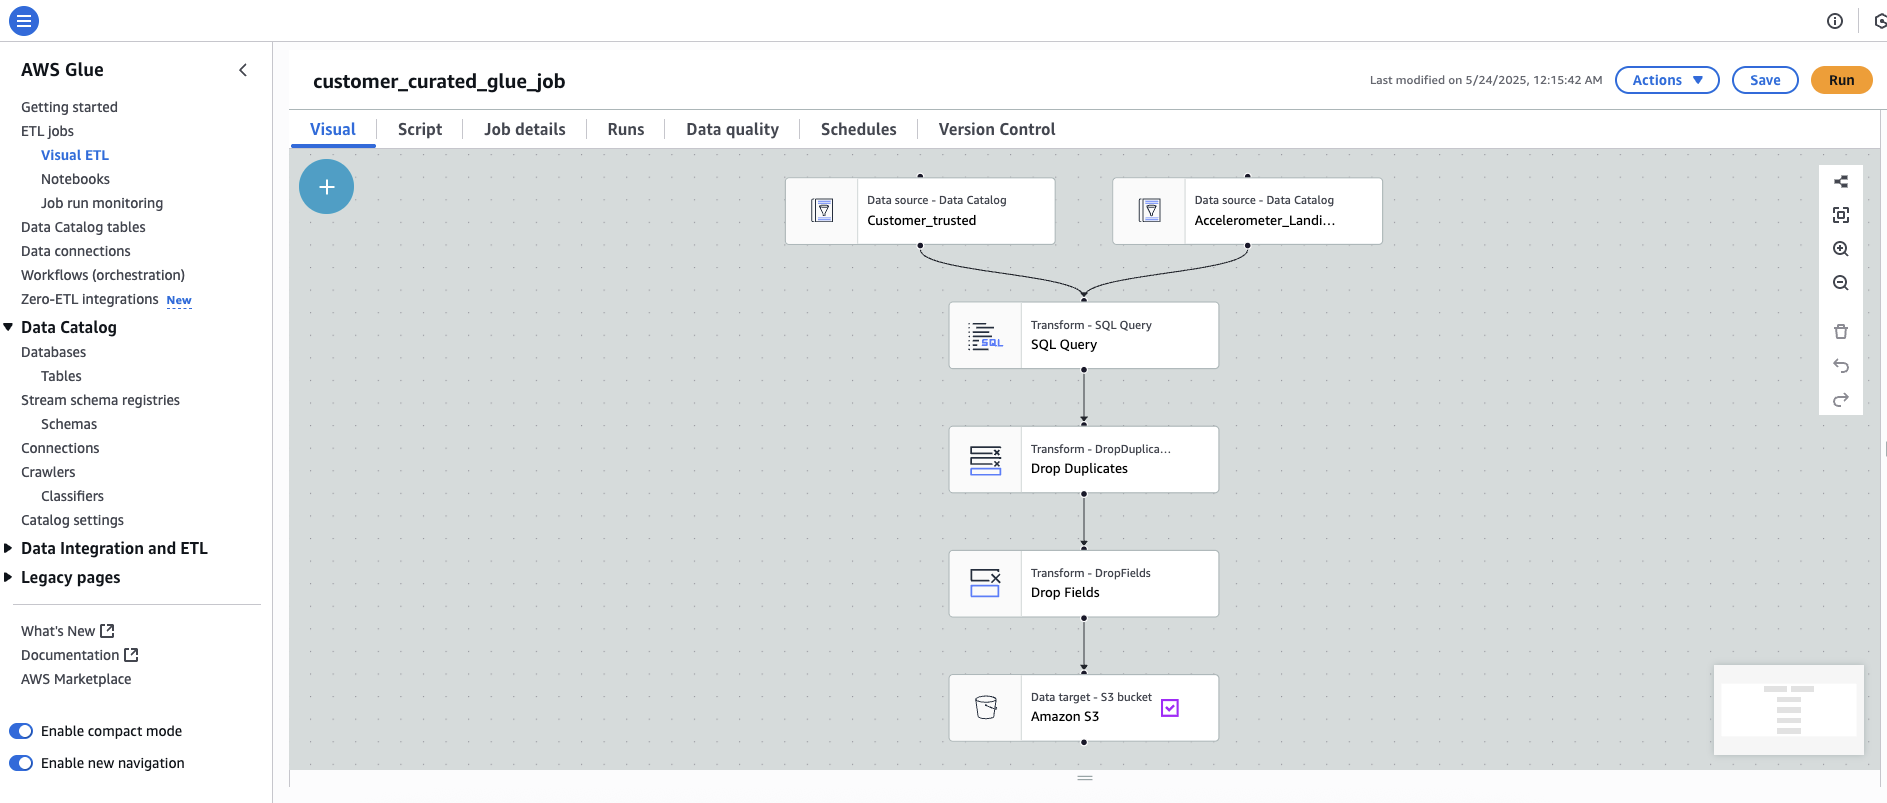 AWS Glue
Getting started
ETL jobs
Visual ETL
Notebooks
Job run monitoring
Data Catalog tables
Data connections
Workflows (orchestration)
Zero-ETL integrations New
Data Catalog
Databases
Tables
Stream schema registries
Schemas
Connections
Crawlers
Classifiers
Catalog settings
Data Integration and ETL
Legacy pages
What's New
Documentation
AWS Marketplace
Enable compact mode
Enable new navigation
customer_curated_glue_job
Last modified on 5/24/2025, 12:15:42 AM
Actions
Save
Run
Visual
Script
Job details
Runs
Data quality
Schedules
Version Control
Data source - Data Catalog
Customer_trusted
Data source - Data Catalog
Accelerometer_Landi...
Transform - SQL Query
SQL Query
SQL
Transform - DropDuplica...
Drop Duplicates
Transform - DropFields
Drop Fields
Data target - S3 bucket
Amazon S3